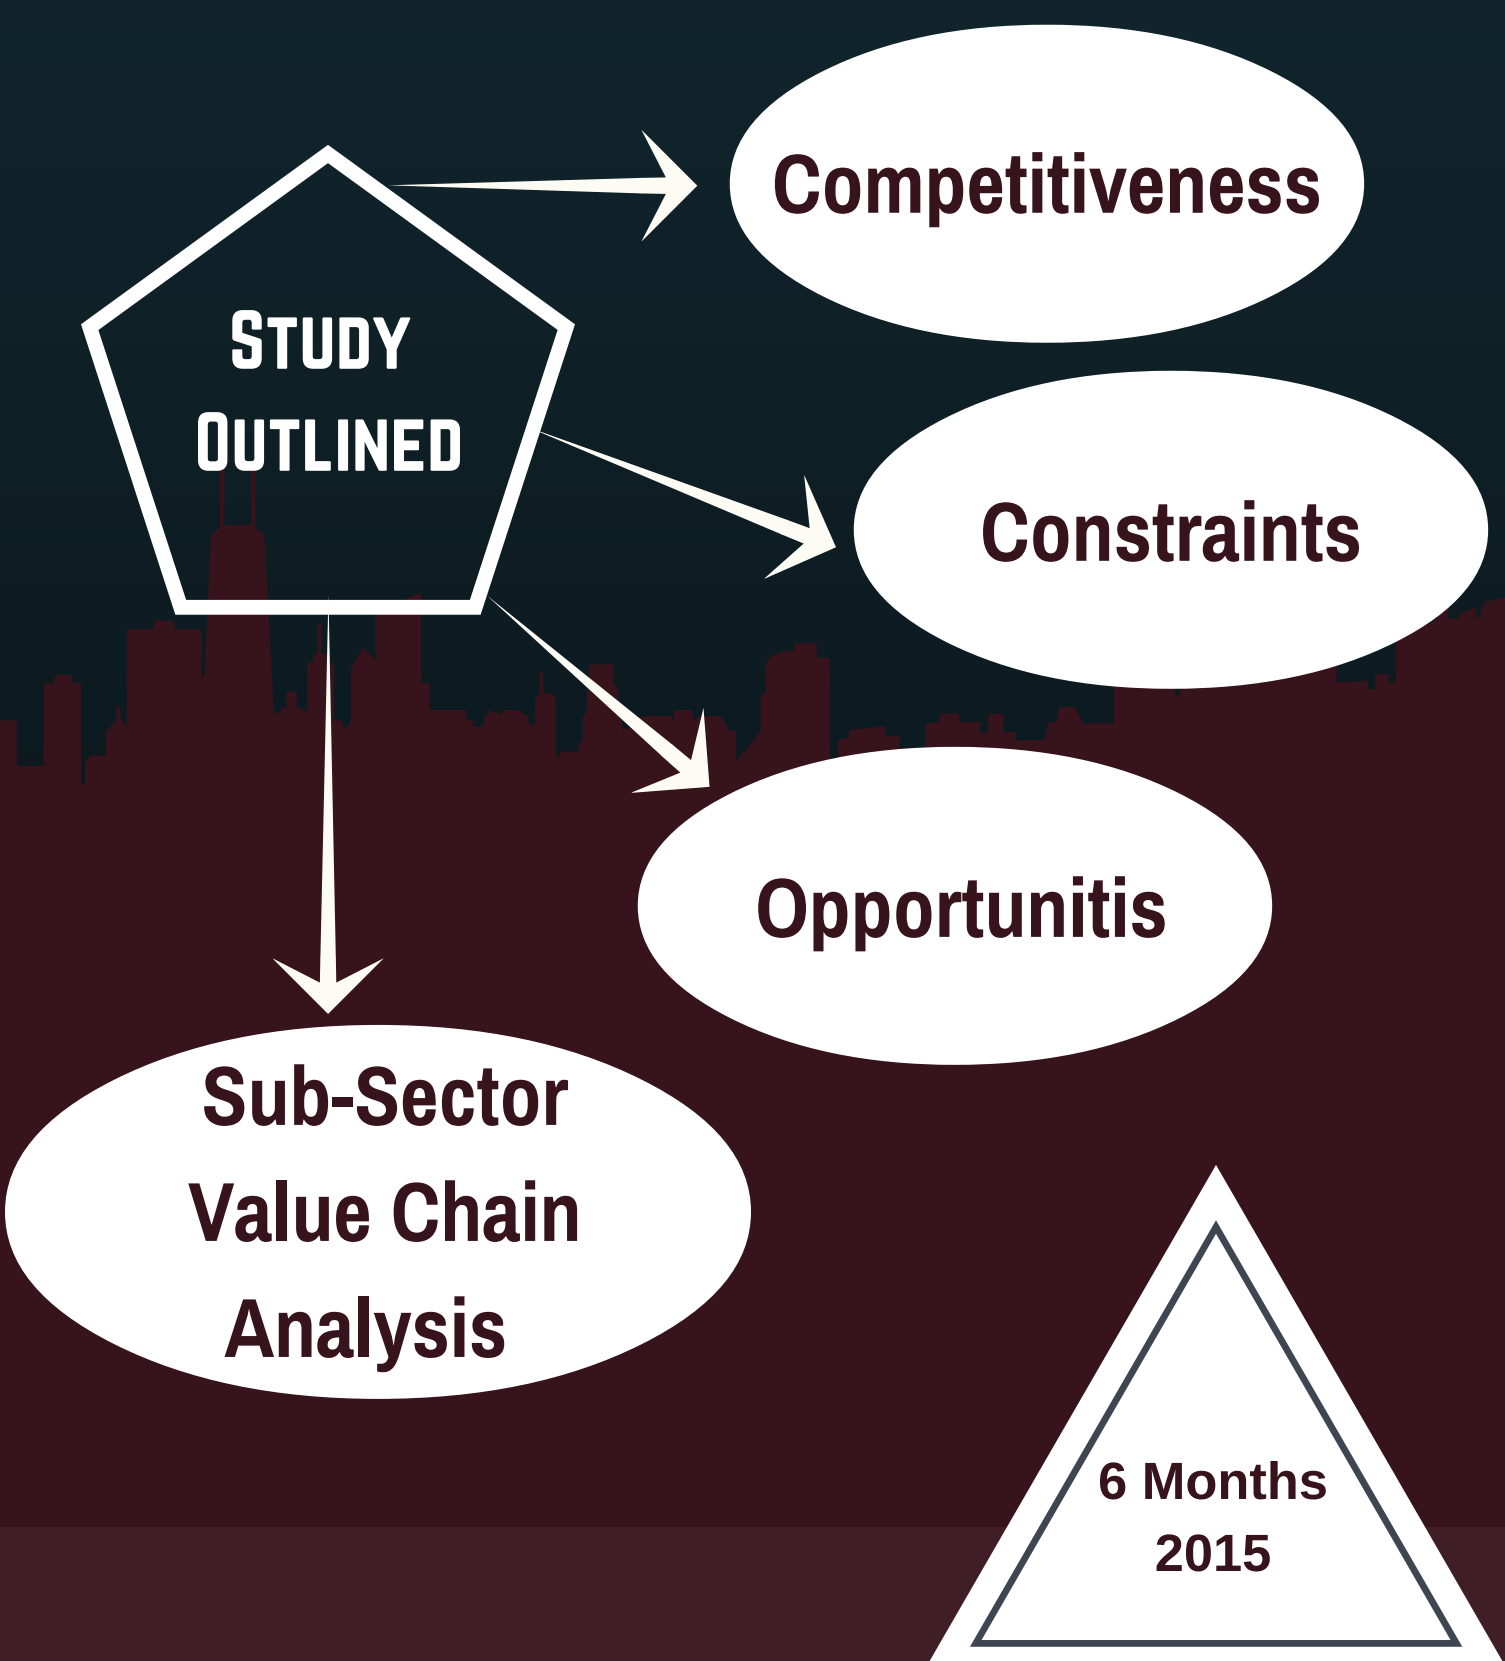 Study
Outlined
Competitiveness
Constraints
Opportunitis
Sub-Sector
Value Chain
Analysis
6 Months
2015